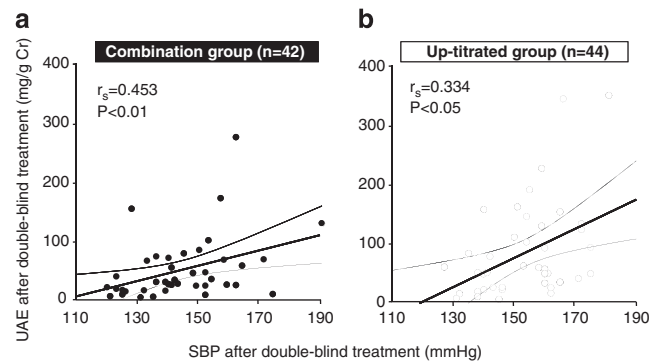 a
Combination group (n=42)
UAE after double-blind treatment (mg/g Cr)
400
300
200
100
0
rs=0.453
P<0.01
110 130 150 170 190
b
Up-titrated group (n=44)
400
300
200
100
0
rs=0.334
P<0.05
110 130 150 170 190
SBP after double-blind treatment (mmHg)